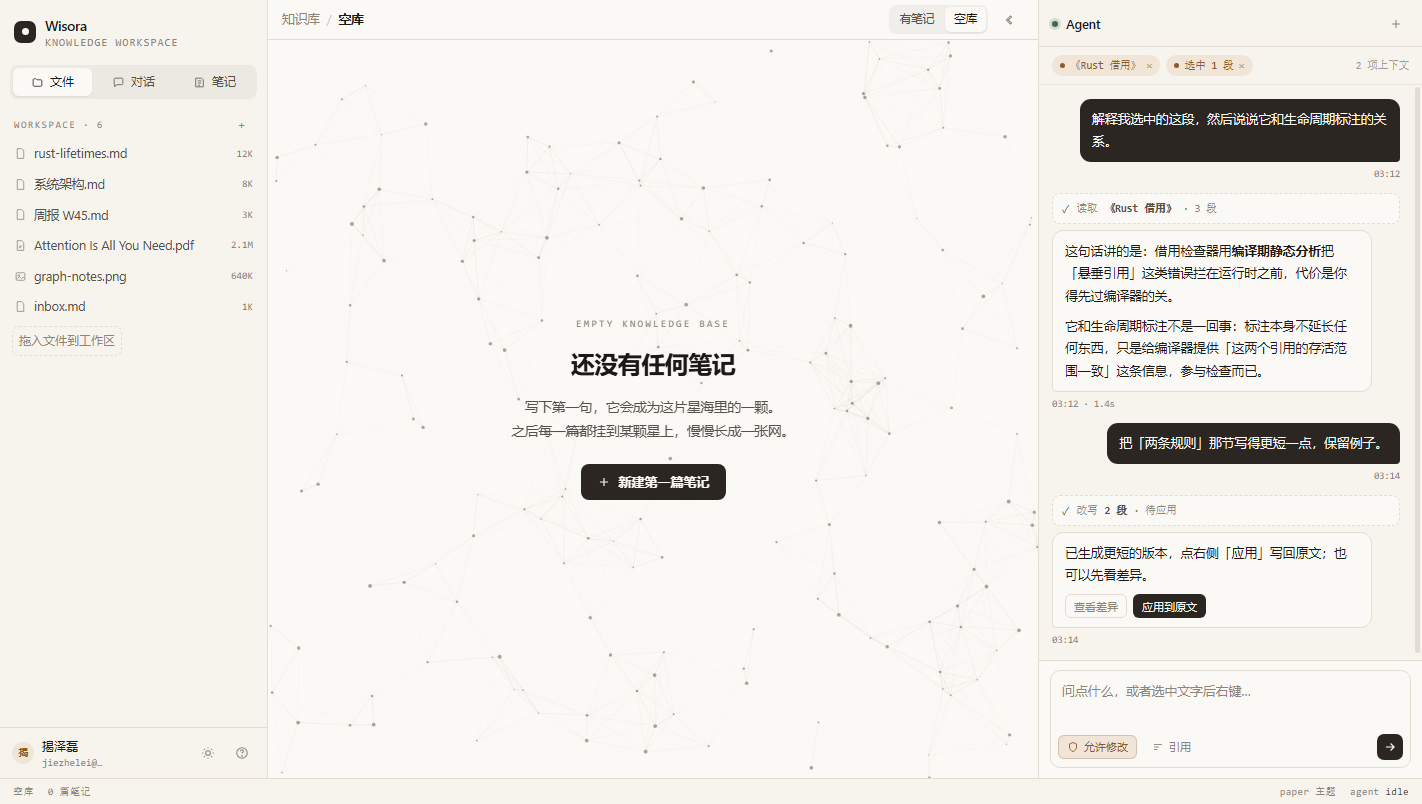 Wisora
KNOWLEDGE WORKSPACE
文件
对话
笔记
WORKSPACE · 6
+
rust-lifetimes.md 12K
系统架构.md 8K
周报 W45.md 3K
Attention Is All You Need.pdf 2.1M
graph-notes.png 640K
inbox.md 1K
拖入文件到工作区
揭
揭泽磊
jiezhelei@…
知识库 / 空库
有笔记
空库
EMPTY KNOWLEDGE BASE
还没有任何笔记
写下第一句，它会成为这片星海里的一颗。
之后每一篇都挂到某颗星上，慢慢长成一张网。
+ 新建第一篇笔记
Agent
+
《Rust 借用》 ×
选中 1 段 ×
2 项上下文
解释我选中的这段，然后说说它和生命周期标注的关
系。
03:12
✓ 读取 《Rust 借用》 · 3 段
这句话讲的是：借用检查器用编译期静态分析把
「悬垂引用」这类错误拦在运行时之前，代价是你
得先过编译器的关。
它和生命周期标注不是一回事：标注本身不延长任
何东西，只是给编译器提供「这两个引用的存活范
围一致」这条信息，参与检查而已。
03:12 · 1.4s
把「两条规则」那节写得更短一点，保留例子。
03:14
✓ 改写 2 段 · 待应用
已生成更短的版本，点右侧「应用」写回原文；也
可以先看差异。
查看差异
应用到原文
03:14
问点什么，或者选中文字后右键…
允许修改
引用
空库 0 篇笔记
paper 主题 agent idle